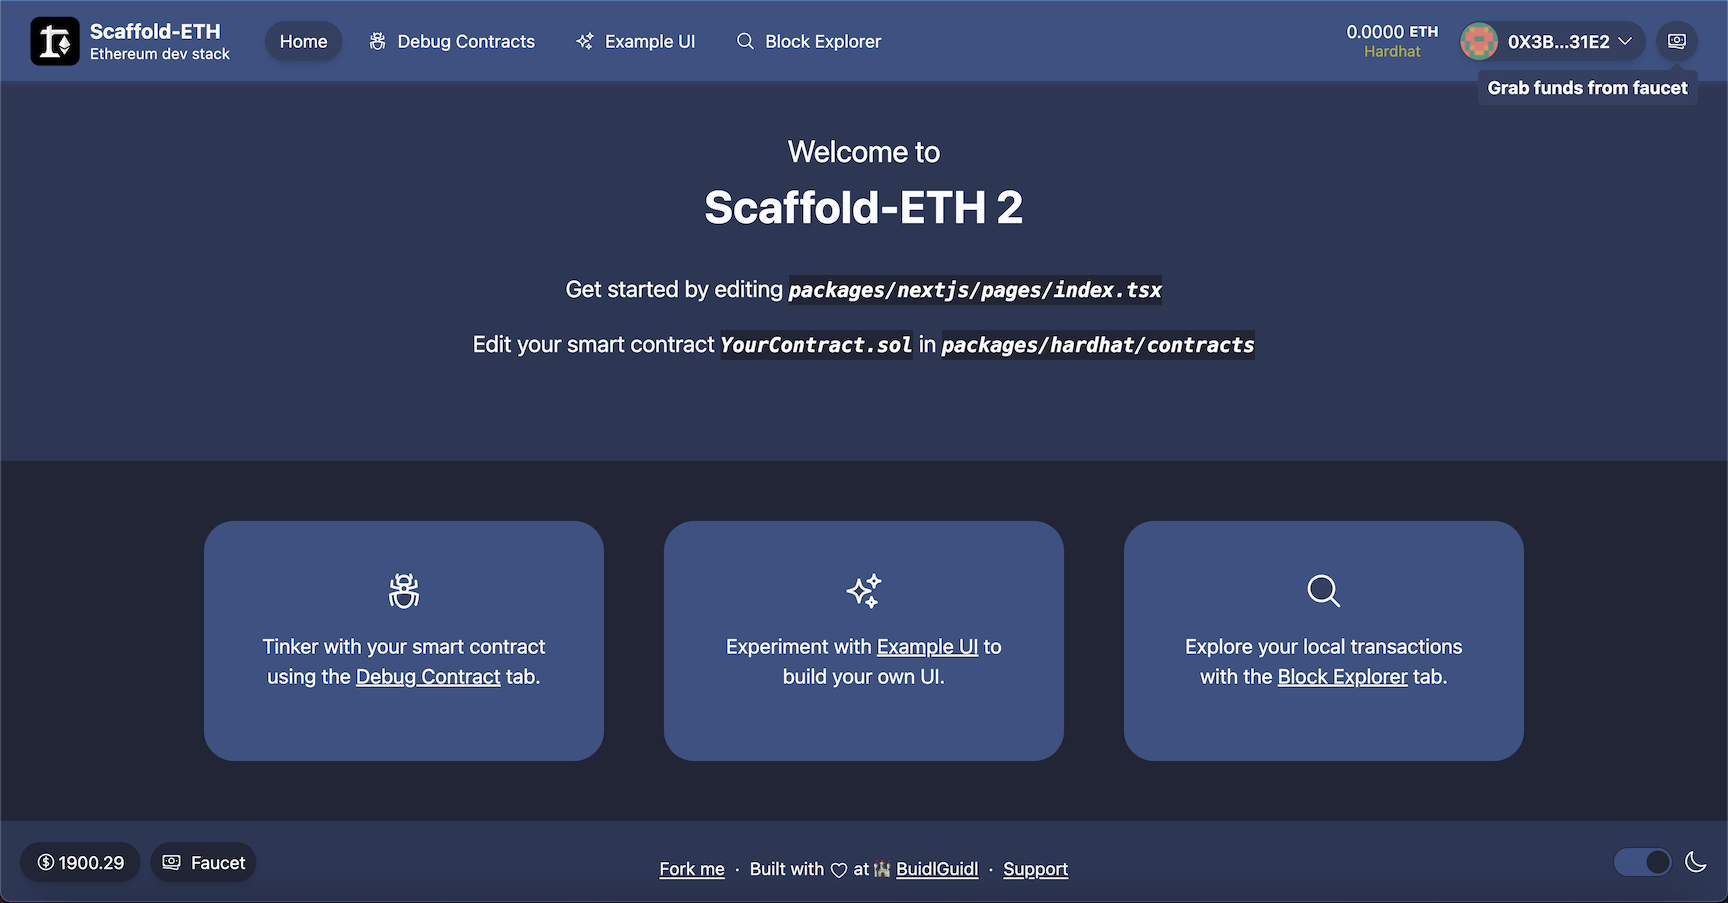 Scaffold-ETH
Ethereum dev stack
Home
Debug Contracts
Example UI
Block Explorer
0.0000 ETH
Hardhat
0X3B...31E2
Grab funds from faucet
Welcome to
Scaffold-ETH 2
Get started by editing packages/nextjs/pages/index.tsx
Edit your smart contract YourContract.sol in packages/hardhat/contracts
Tinker with your smart contract
using the Debug Contract tab.
Experiment with Example UI to
build your own UI.
Explore your local transactions
with the Block Explorer tab.
1900.29
Faucet
Fork me · Built with ♡ at 🏰 BuidlGuidl · Support